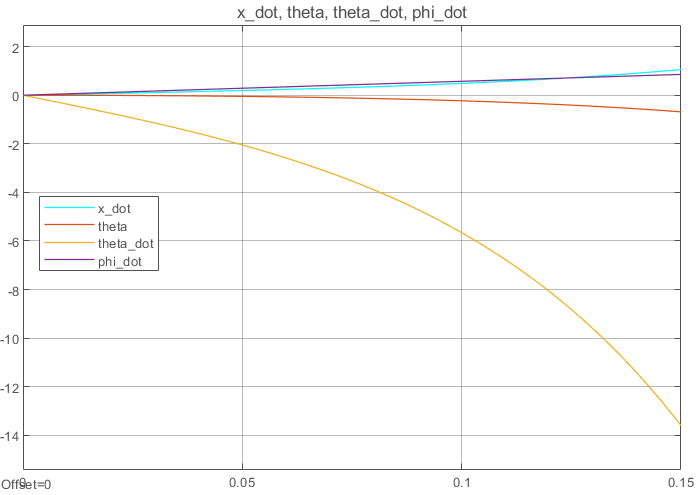 x_dot, theta, theta_dot, phi_dot
2
0
-2
-4
x_dot
theta
theta_dot
phi_dot
-6
-8
-10
-12
-14
0 0.05 0.1 0.15
Offset=0